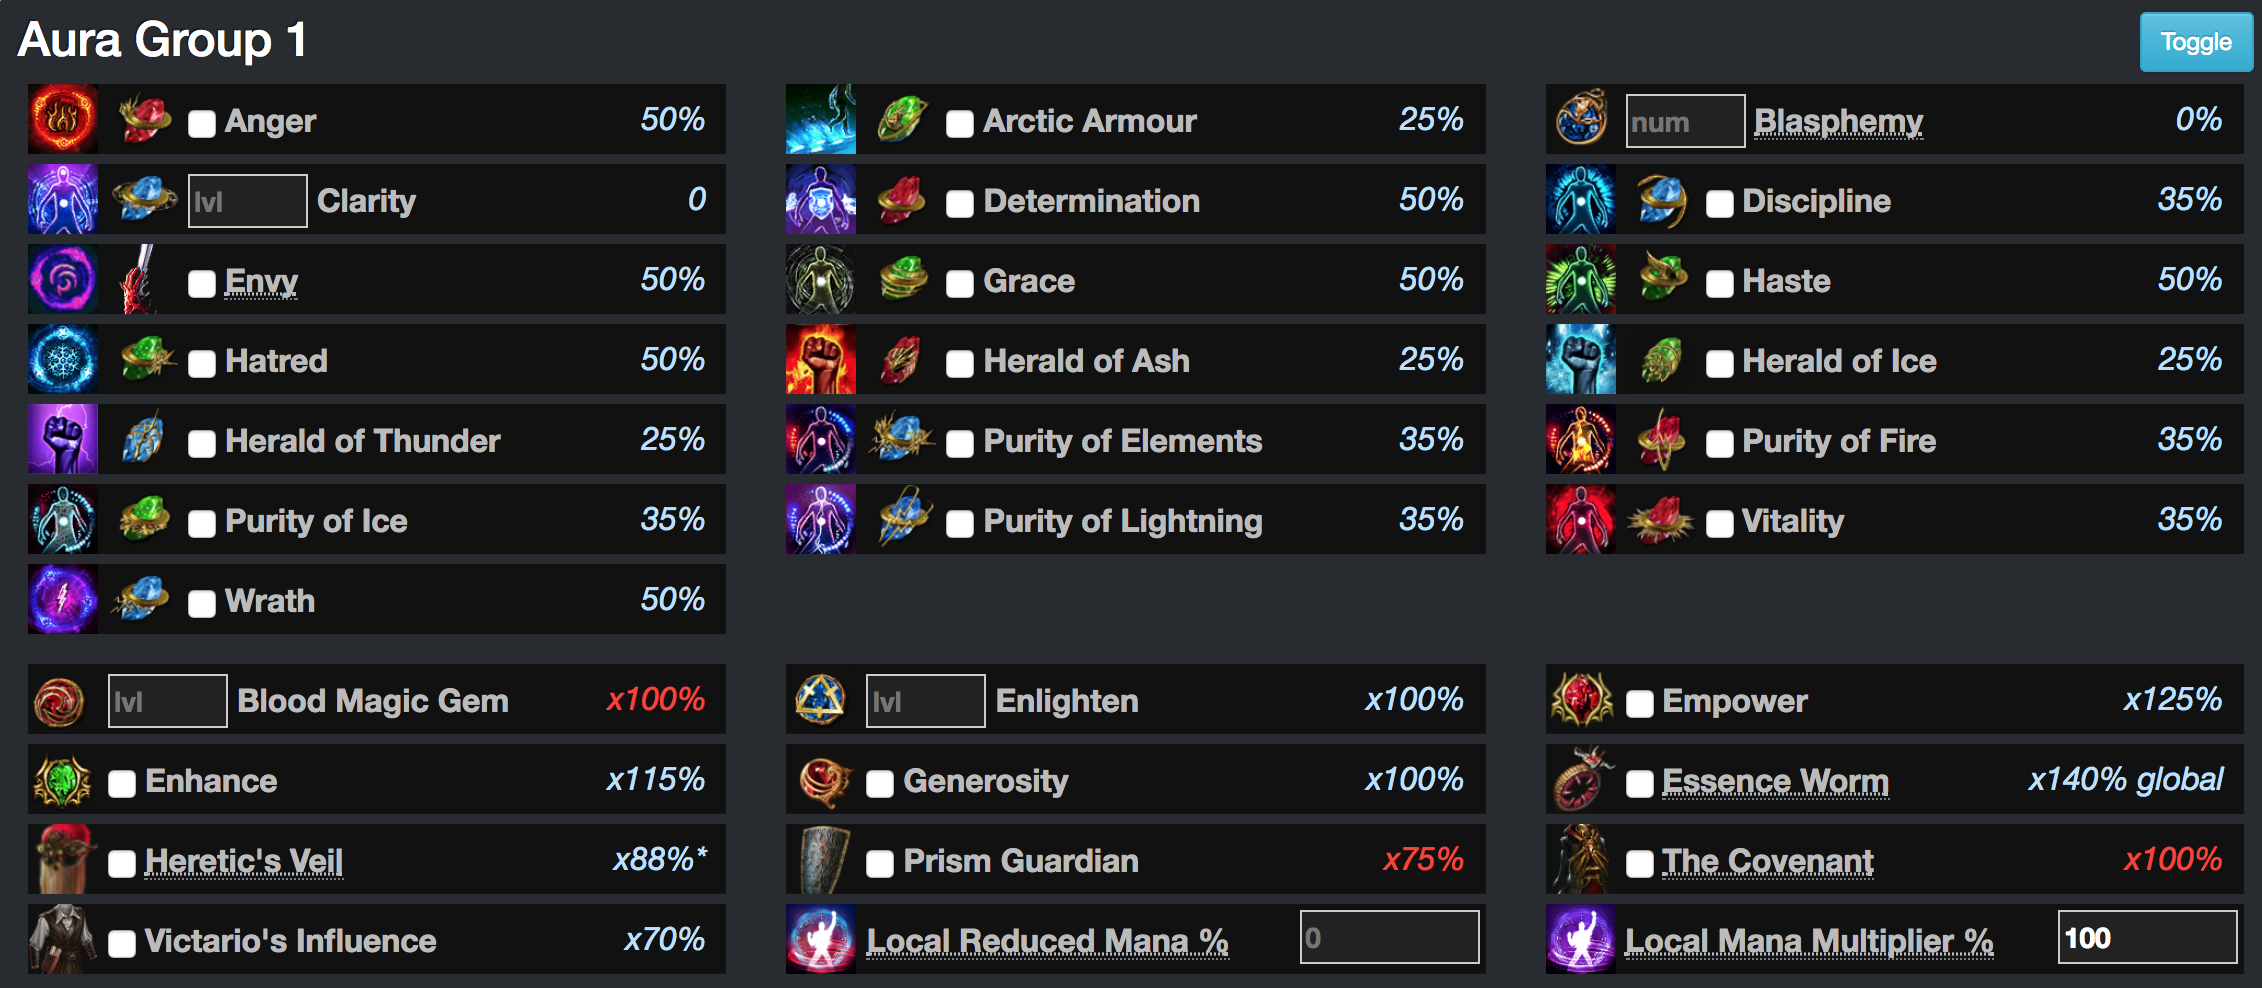 Aura Group 1 Toggle
Anger 50% Arctic Armour 25% num Blasphemy 0%
lvl Clarity 0 Determination 50% Discipline 35%
Envy 50% Grace 50% Haste 50%
Hatred 50% Herald of Ash 25% Herald of Ice 25%
Herald of Thunder 25% Purity of Elements 35% Purity of Fire 35%
Purity of Ice 35% Purity of Lightning 35% Vitality 35%
Wrath 50%
lvl Blood Magic Gem x100% lvl Enlighten x100% Empower x125%
Enhance x115% Generosity x100% Essence Worm x140% global
Heretic's Veil x88%* Prism Guardian x75% The Covenant x100%
Victario's Influence x70% Local Reduced Mana % 0 Local Mana Multiplier % 100